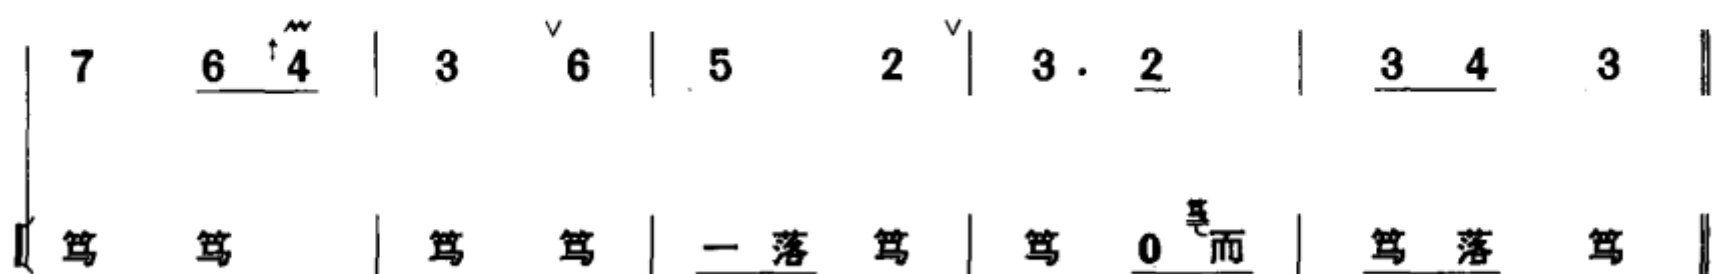 7 6 4 | 3 6 | 5 2 | 3 . 2 | 3 4 3
笃 笃 | 笃 笃 | 一 落 笃 | 笃 0 笃 而 | 笃 落 笃